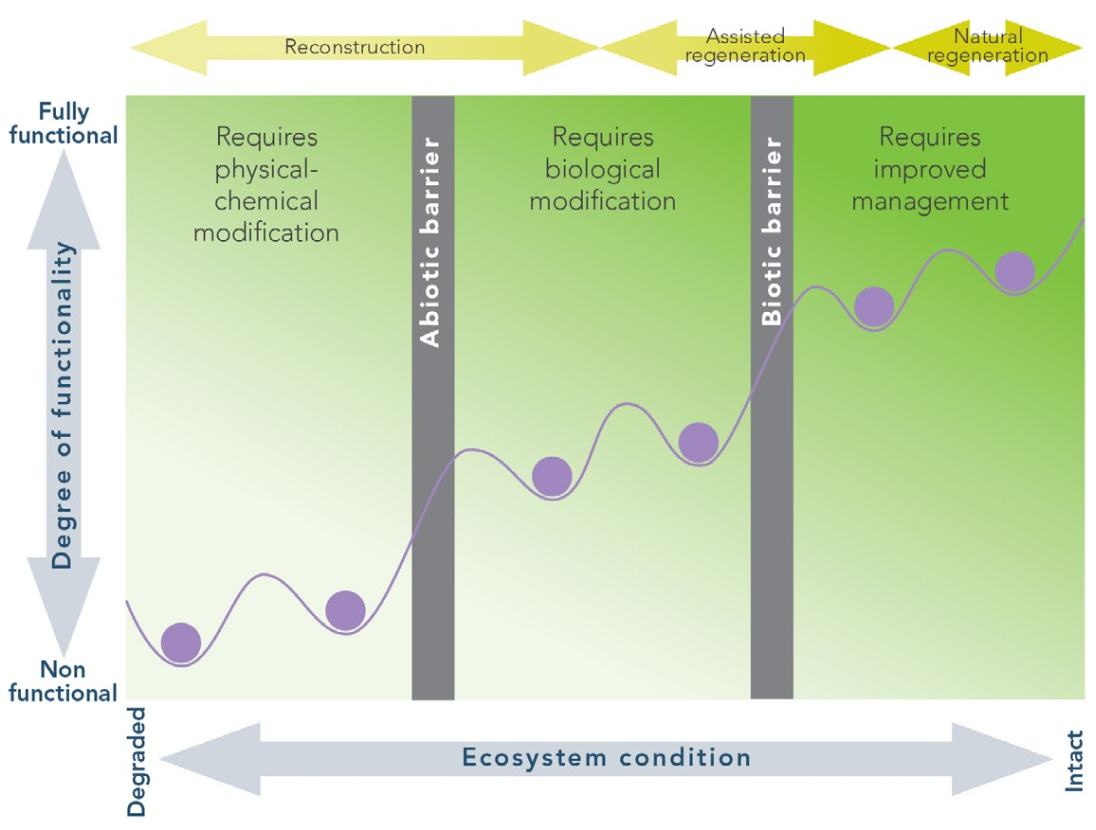 Reconstruction
Assisted
regeneration
Natural
regeneration
Fully
functional
Requires
physical-
chemical
modification
Abiotic barrier
Requires
biological
modification
Biotic barrier
Requires
improved
management
Degree of functionality
Non
functional
Degraded
Ecosystem condition
Intact